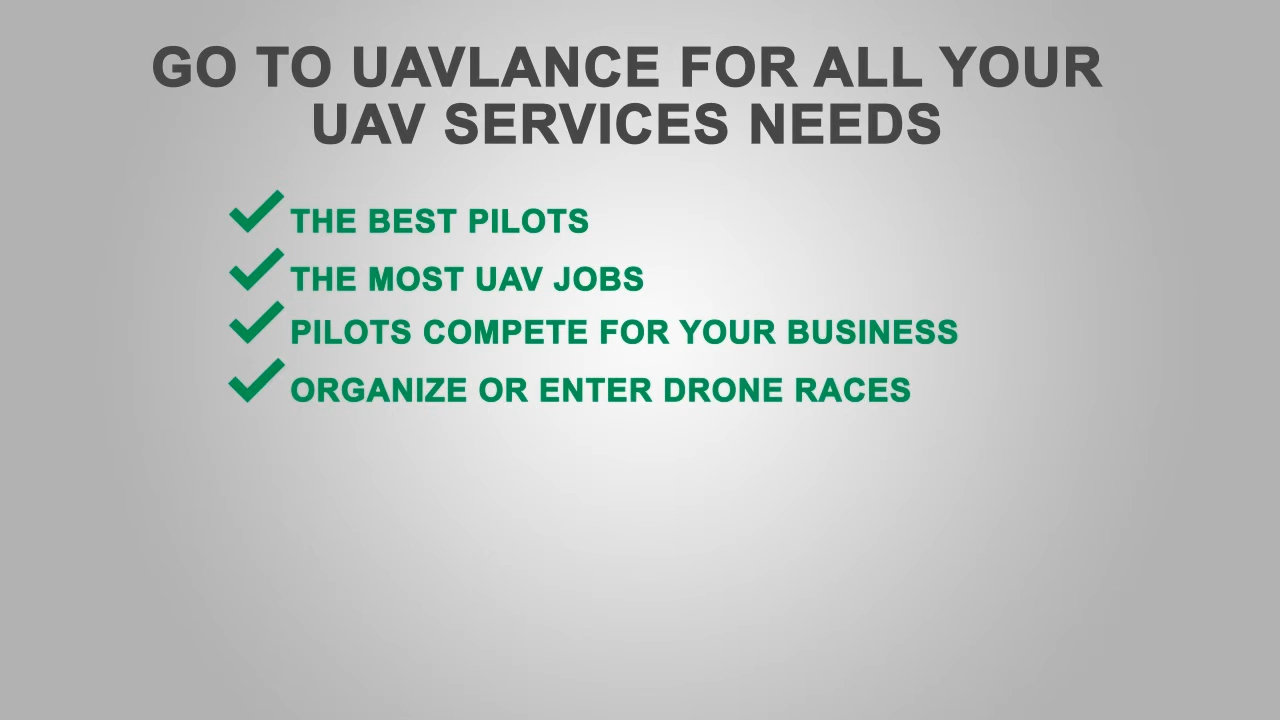 GO TO UAVLANCE FOR ALL YOUR
UAV SERVICES NEEDS
THE BEST PILOTS
THE MOST UAV JOBS
PILOTS COMPETE FOR YOUR BUSINESS
ORGANIZE OR ENTER DRONE RACES